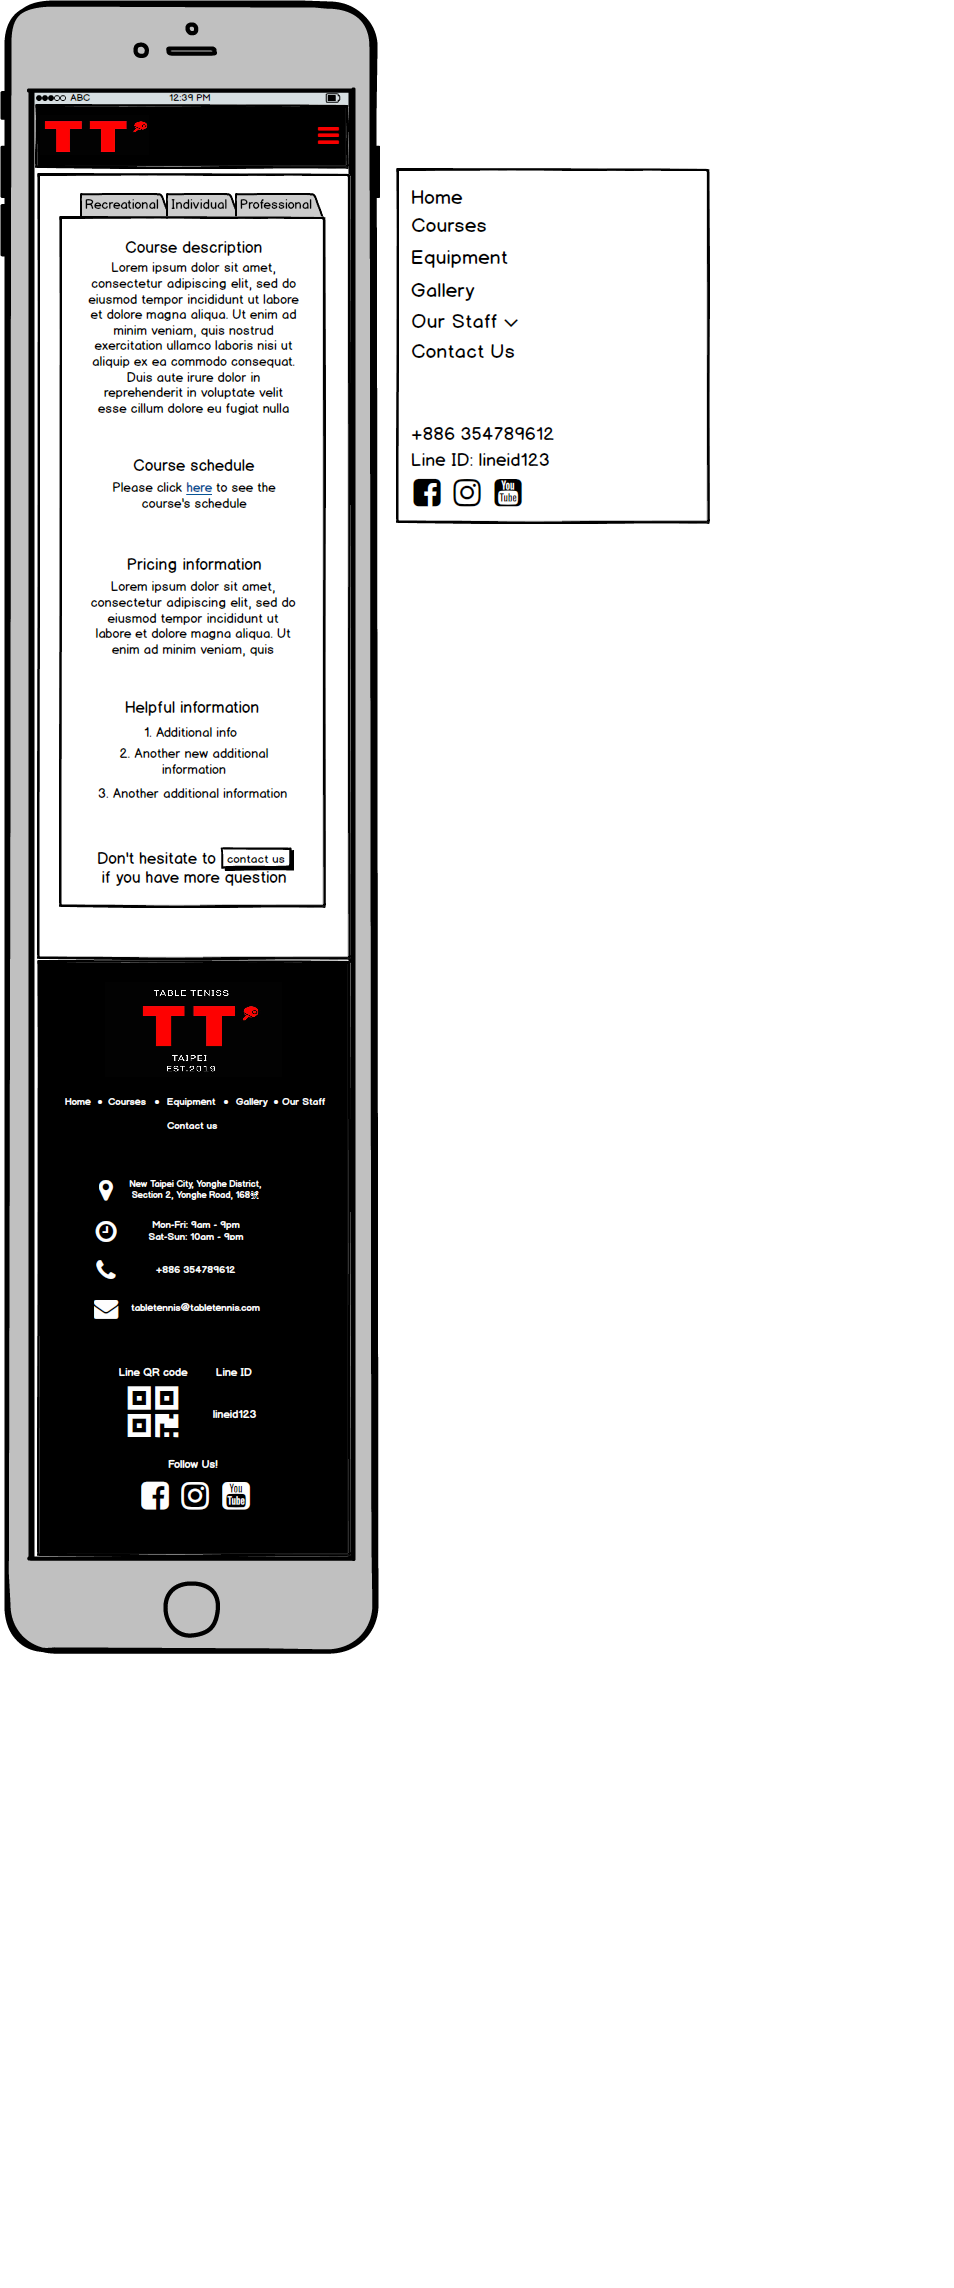 ABC 12:39 PM
TT
Recreational Individual Professional
Course description
Lorem ipsum dolor sit amet,
consectetur adipiscing elit, sed do
eiusmod tempor incididunt ut labore
et dolore magna aliqua. Ut enim ad
minim veniam, quis nostrud
exercitation ullamco laboris nisi ut
aliquip ex ea commodo consequat.
Duis aute irure dolor in
reprehenderit in voluptate velit
esse cillum dolore eu fugiat nulla
Course schedule
Please click here to see the
course's schedule
Pricing information
Lorem ipsum dolor sit amet,
consectetur adipiscing elit, sed do
eiusmod tempor incididunt ut
labore et dolore magna aliqua. Ut
enim ad minim veniam, quis
Helpful information
1. Additional info
2. Another new additional
information
3. Another additional information
Don't hesitate to contact us
if you have more question
TABLE TENISS
TT
TAIPEI
EST.2019
Home • Courses • Equipment • Gallery • Our Staff
Contact us
New Taipei City, Yonghe District,
Section 2, Yonghe Road, 168號
Mon-Fri: 9am - 9pm
Sat-Sun: 10am - 9pm
+886 354789612
tabletennis@tabletennis.com
Line QR code Line ID
lineid123
Follow Us!
You
Tube
Home
Courses
Equipment
Gallery
Our Staff
Contact Us
+886 354789612
Line ID: lineid123
You
Tube